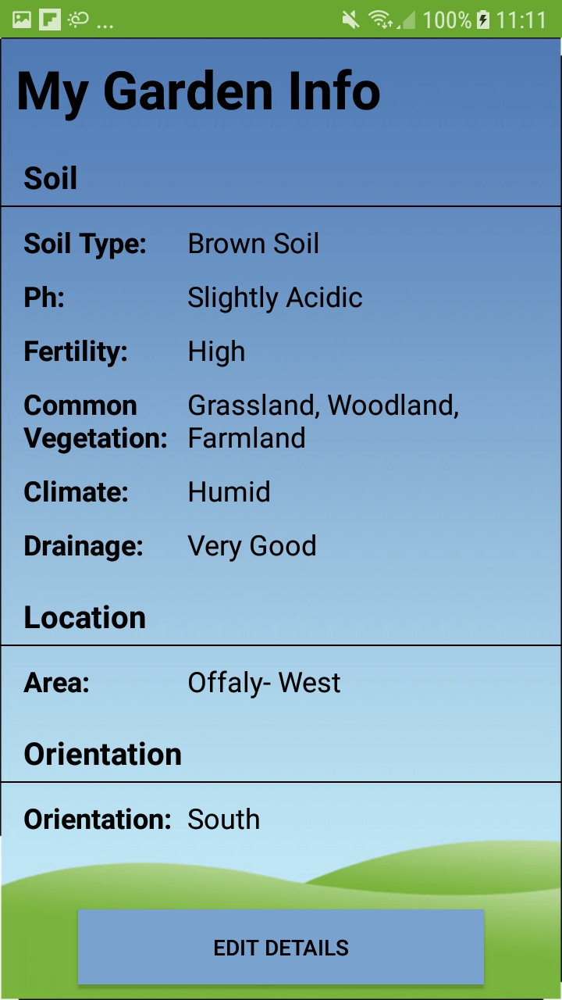 ... 100% 11:11
My Garden Info
Soil
Soil Type: Brown Soil
Ph: Slightly Acidic
Fertility: High
Common Grassland, Woodland,
Vegetation: Farmland
Climate: Humid
Drainage: Very Good
Location
Area: Offaly- West
Orientation
Orientation: South
EDIT DETAILS